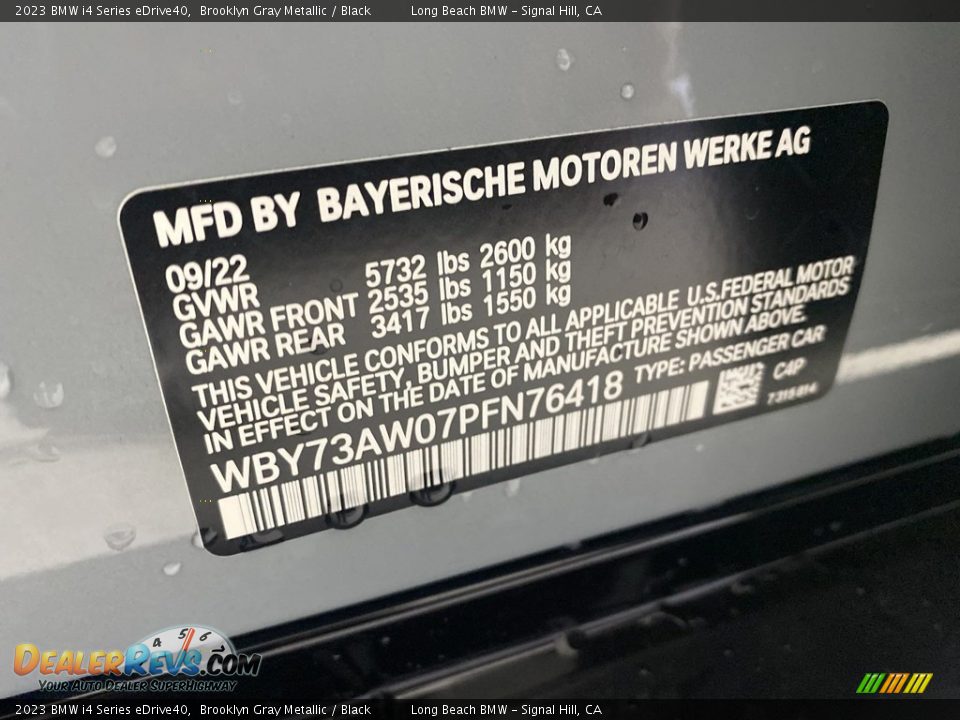 2023 BMW i4 Series eDrive40, Brooklyn Gray Metallic / Black Long Beach BMW - Signal Hill, CA
MFD BY BAYERISCHE MOTOREN WERKE AG
09/22
GVWR 5732 lbs 2600 kg
GAWR FRONT 2535 lbs 1150 kg
GAWR REAR 3417 lbs 1550 kg
THIS VEHICLE CONFORMS TO ALL APPLICABLE U.S.FEDERAL MOTOR
VEHICLE SAFETY, BUMPER AND THEFT PREVENTION STANDARDS
IN EFFECT ON THE DATE OF MANUFACTURE SHOWN ABOVE.
WBY73AW07PFN76418 TYPE: PASSENGER CAR
C4P
4 5 6
DEALERREVS.COM
YOUR AUTO DEALER SUPERHIGHWAY
2023 BMW i4 Series eDrive40, Brooklyn Gray Metallic / Black Long Beach BMW - Signal Hill, CA